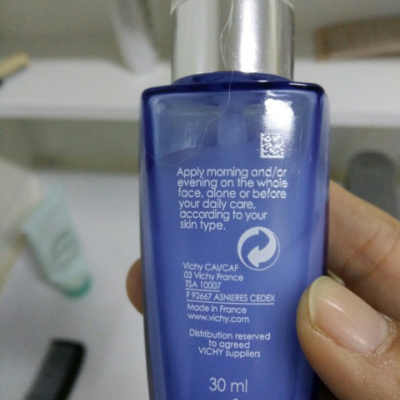 Apply morning and/or
evening on the whole
face, alone or before
your daily care,
according to your
skin type.
Vichy CAI/CAF
03 Vichy France
TSA 10007
F 92667 ASNIERES CEDEX
Made in France
www.vichy.com
Distribution reserved
to agreed
VICHY suppliers
30 ml